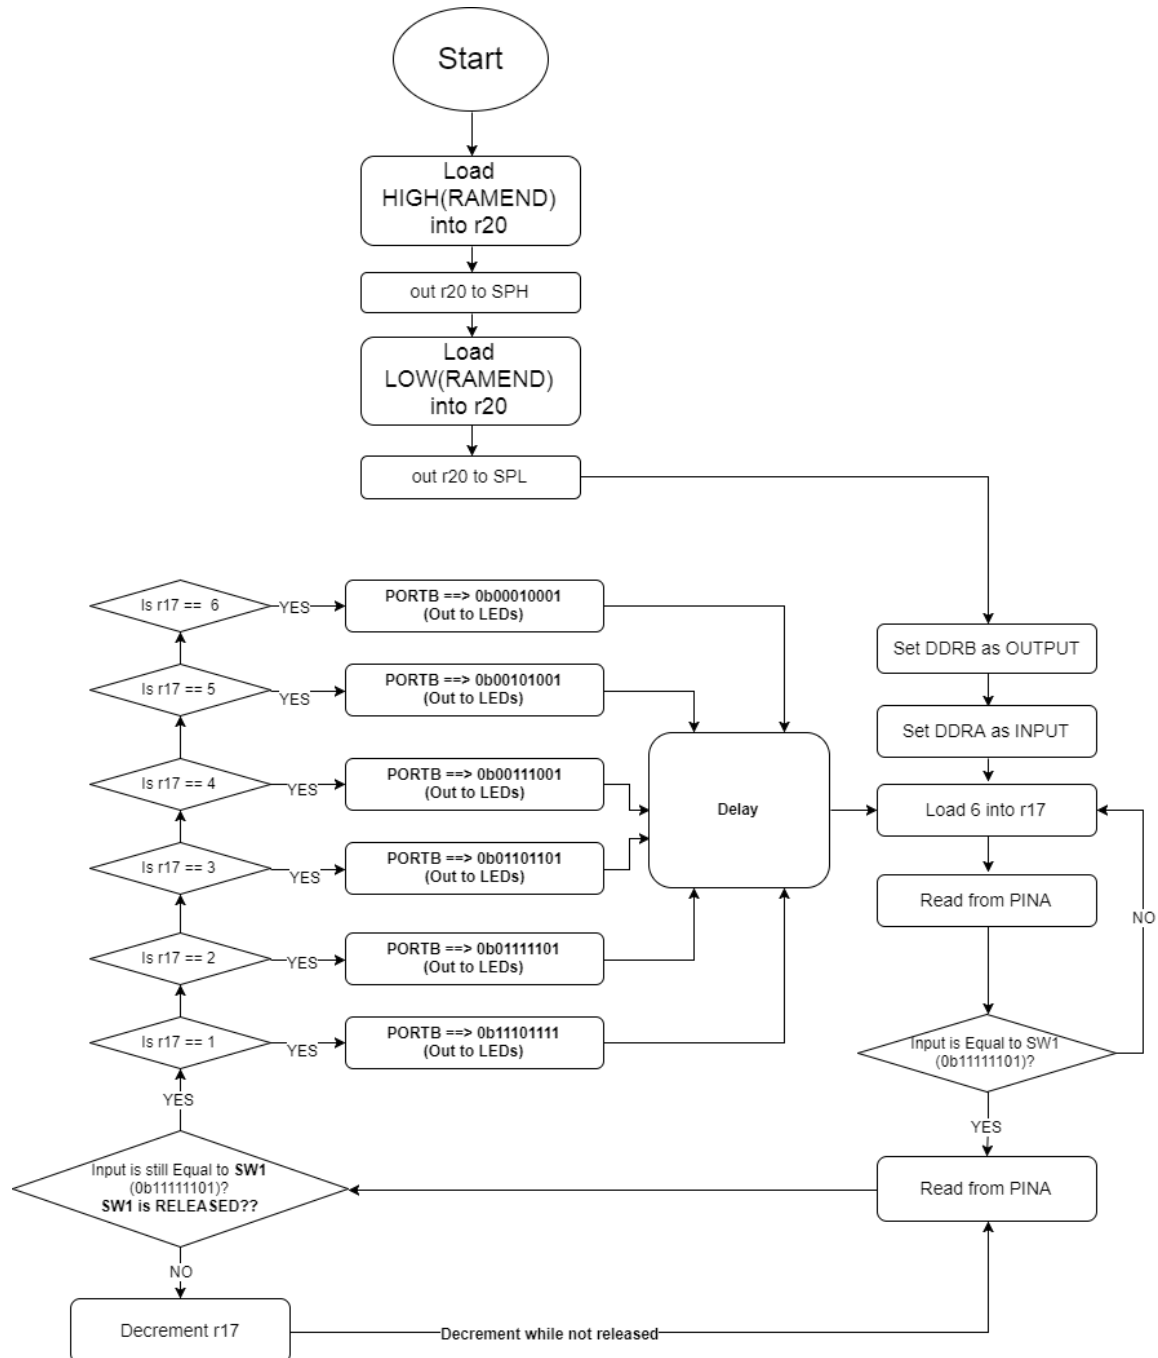 Start
Load
HIGH(RAMEND)
into r20
out r20 to SPH
Load
LOW(RAMEND)
into r20
out r20 to SPL
Is r17 == 6
YES
PORTB ==> 0b00010001
(Out to LEDs)
Set DDRB as OUTPUT
Is r17 == 5
YES
PORTB ==> 0b00101001
(Out to LEDs)
Set DDRA as INPUT
Is r17 == 4
YES
PORTB ==> 0b00111001
(Out to LEDs)
Delay
Load 6 into r17
Is r17 == 3
YES
PORTB ==> 0b01101101
(Out to LEDs)
Read from PINA
NO
Is r17 == 2
YES
PORTB ==> 0b01111101
(Out to LEDs)
Is r17 == 1
YES
PORTB ==> 0b11101111
(Out to LEDs)
Input is Equal to SW1
(0b11111101)?
YES
YES
Input is still Equal to SW1
(0b11111101)?
SW1 is RELEASED??
Read from PINA
NO
Decrement r17
Decrement while not released